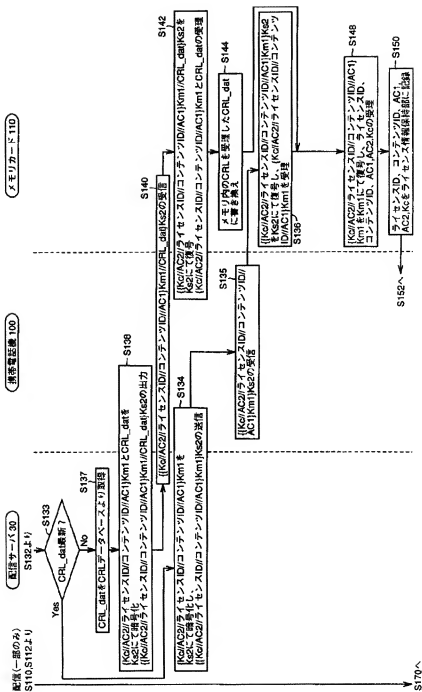 配信(一部のみ)
S110,S112より
配信サーバ 30
携帯電話機 100
メモリカード 110
S132より
S133
CRL_dat最新？
Yes
No
S137
CRL_datをCRLデータベースより取得
S138
{Kc//AC2//ライセンスID//コンテンツID//AC1}Km1とCRL_datを
Ks2にて暗号化
{{Kc//AC2//ライセンスID//コンテンツID//AC1}Km1//CRL_dat}Ks2の出力
S134
{Kc//AC2//ライセンスID//コンテンツID//AC1}Km1を
Ks2にて暗号化し、
{{Kc//AC2//ライセンスID//コンテンツID//AC1}Km1}Ks2の送信
S140
{{Kc//AC2//ライセンスID//コンテンツID//AC1}Km1//CRL_dat}Ks2の受信
S135
{{Kc//AC2//ライセンスID//コンテンツID//
AC1}Km1}Ks2の受信
S142
{{Kc//AC2//ライセンスID//コンテンツID//AC1}Km1//CRL_dat}Ks2を
Ks2にて復号
{Kc//AC2//ライセンスID//コンテンツID//AC1}Km1とCRL_datの受理
S144
メモリ内のCRLを受理したCRL_dat
に書き換え
{{Kc//AC2//ライセンスID//コンテンツID//AC1}Km1}Ks2
をKs2にて復号し、{Kc//AC2//ライセンスID//コンテンツ
ID//AC1}Km1を受理
S136
S148
{Kc//AC2//ライセンスID//コンテンツID//AC1}
Km1をKm1にて復号し、ライセンスID、
コンテンツID、AC1,AC2,Kcの受理
S150
ライセンスID、コンテンツID、AC1、
AC2,Kcをライセンス情報保持部に記録
S152へ
S170へ